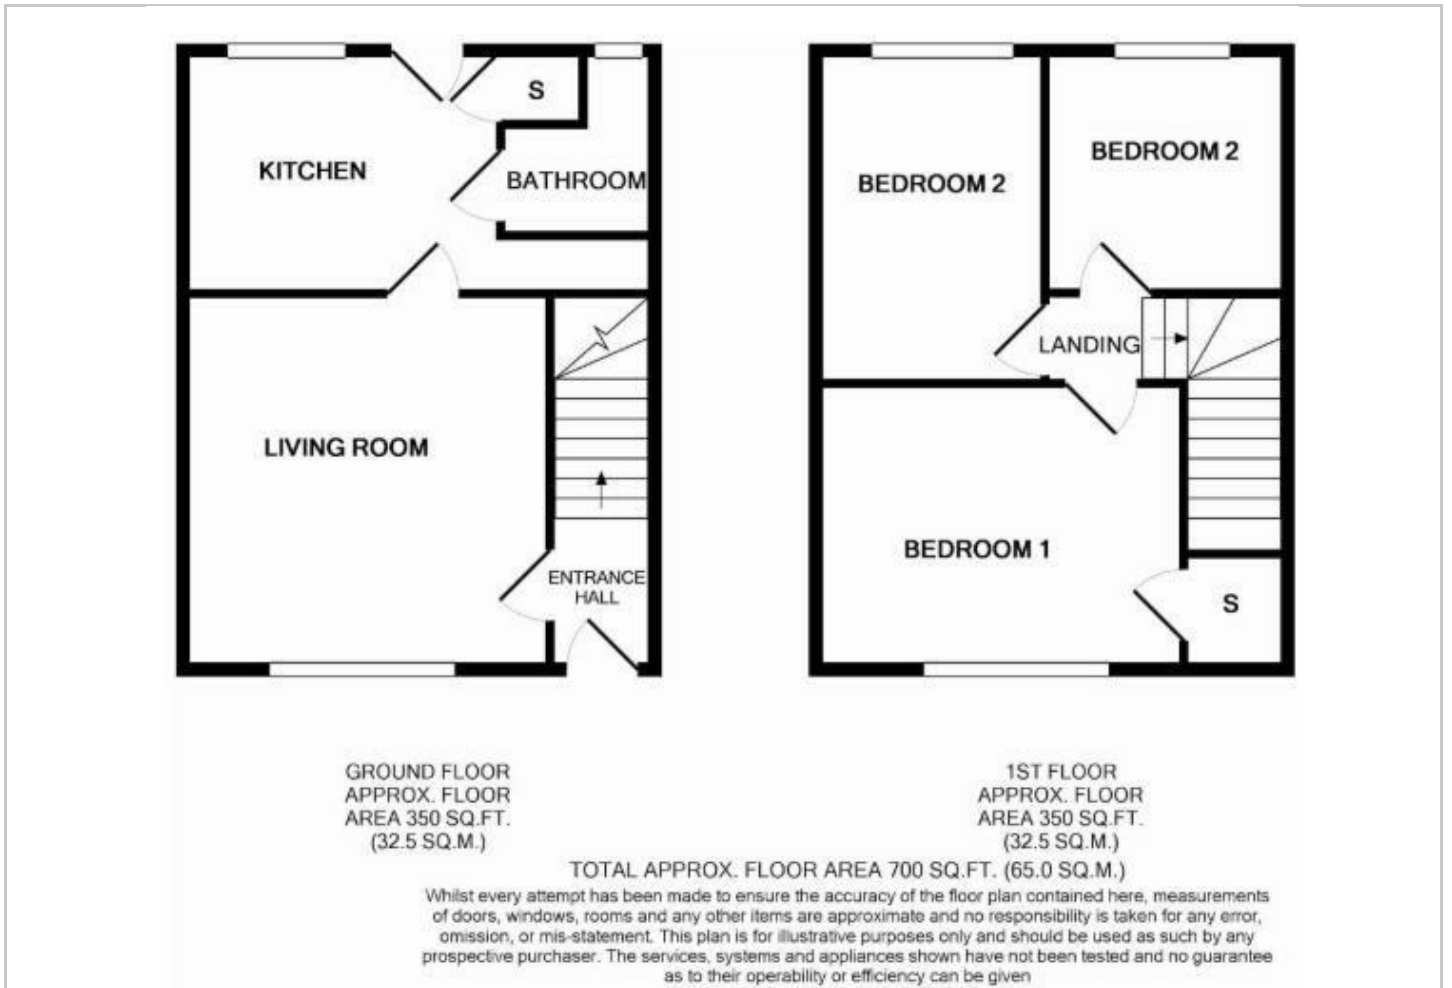 S
KITCHEN
BATHROOM
LIVING ROOM
ENTRANCE
HALL
BEDROOM 2
BEDROOM 2
LANDING
BEDROOM 1
S
GROUND FLOOR
APPROX. FLOOR
AREA 350 SQ.FT.
(32.5 SQ.M.)
1ST FLOOR
APPROX. FLOOR
AREA 350 SQ.FT.
(32.5 SQ.M.)
TOTAL APPROX. FLOOR AREA 700 SQ.FT. (65.0 SQ.M.)
Whilst every attempt has been made to ensure the accuracy of the floor plan contained here, measurements
of doors, windows, rooms and any other items are approximate and no responsibility is taken for any error,
omission, or mis-statement. This plan is for illustrative purposes only and should be used as such by any
prospective purchaser. The services, systems and appliances shown have not been tested and no guarantee
as to their operability or efficiency can be given